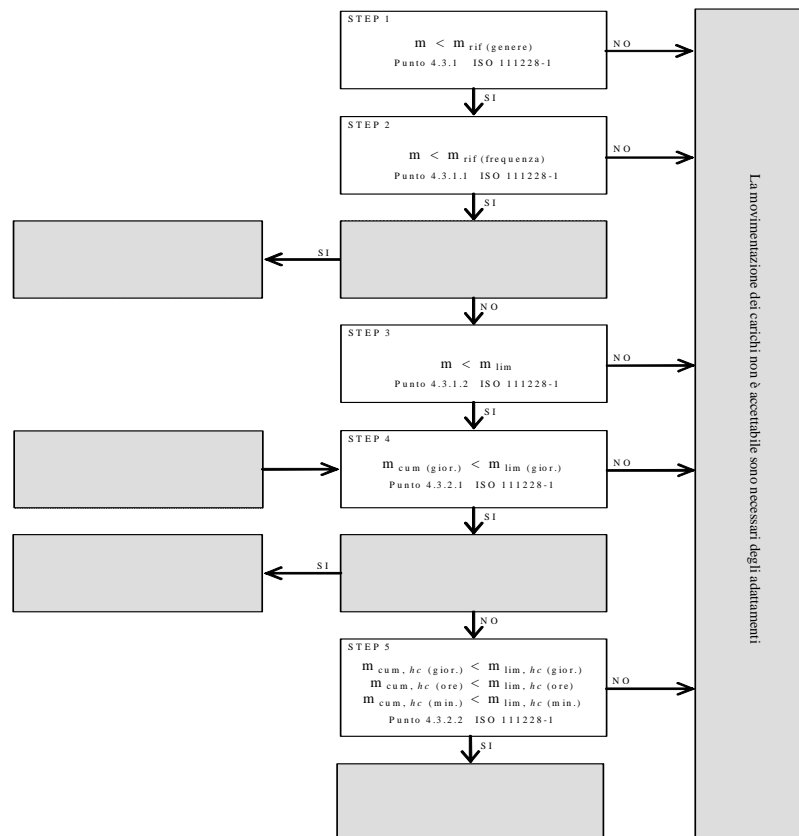 STEP 1
m < m rif (genere)
Punto 4.3.1 ISO 111228-1
NO
SI
STEP 2
m < m rif (frequenza)
Punto 4.3.1.1 ISO 111228-1
NO
SI
SI
NO
STEP 3
m < m lim
Punto 4.3.1.2 ISO 111228-1
NO
SI
STEP 4
m cum (gior.) < m lim (gior.)
Punto 4.3.2.1 ISO 111228-1
NO
SI
SI
NO
STEP 5
m cum, hc (gior.) < m lim, hc (gior.)
m cum, hc (ore) < m lim, hc (ore)
m cum, hc (min.) < m lim, hc (min.)
Punto 4.3.2.2 ISO 111228-1
NO
SI
La movimentazione dei carichi non è accettabile sono necessari degli adattamenti